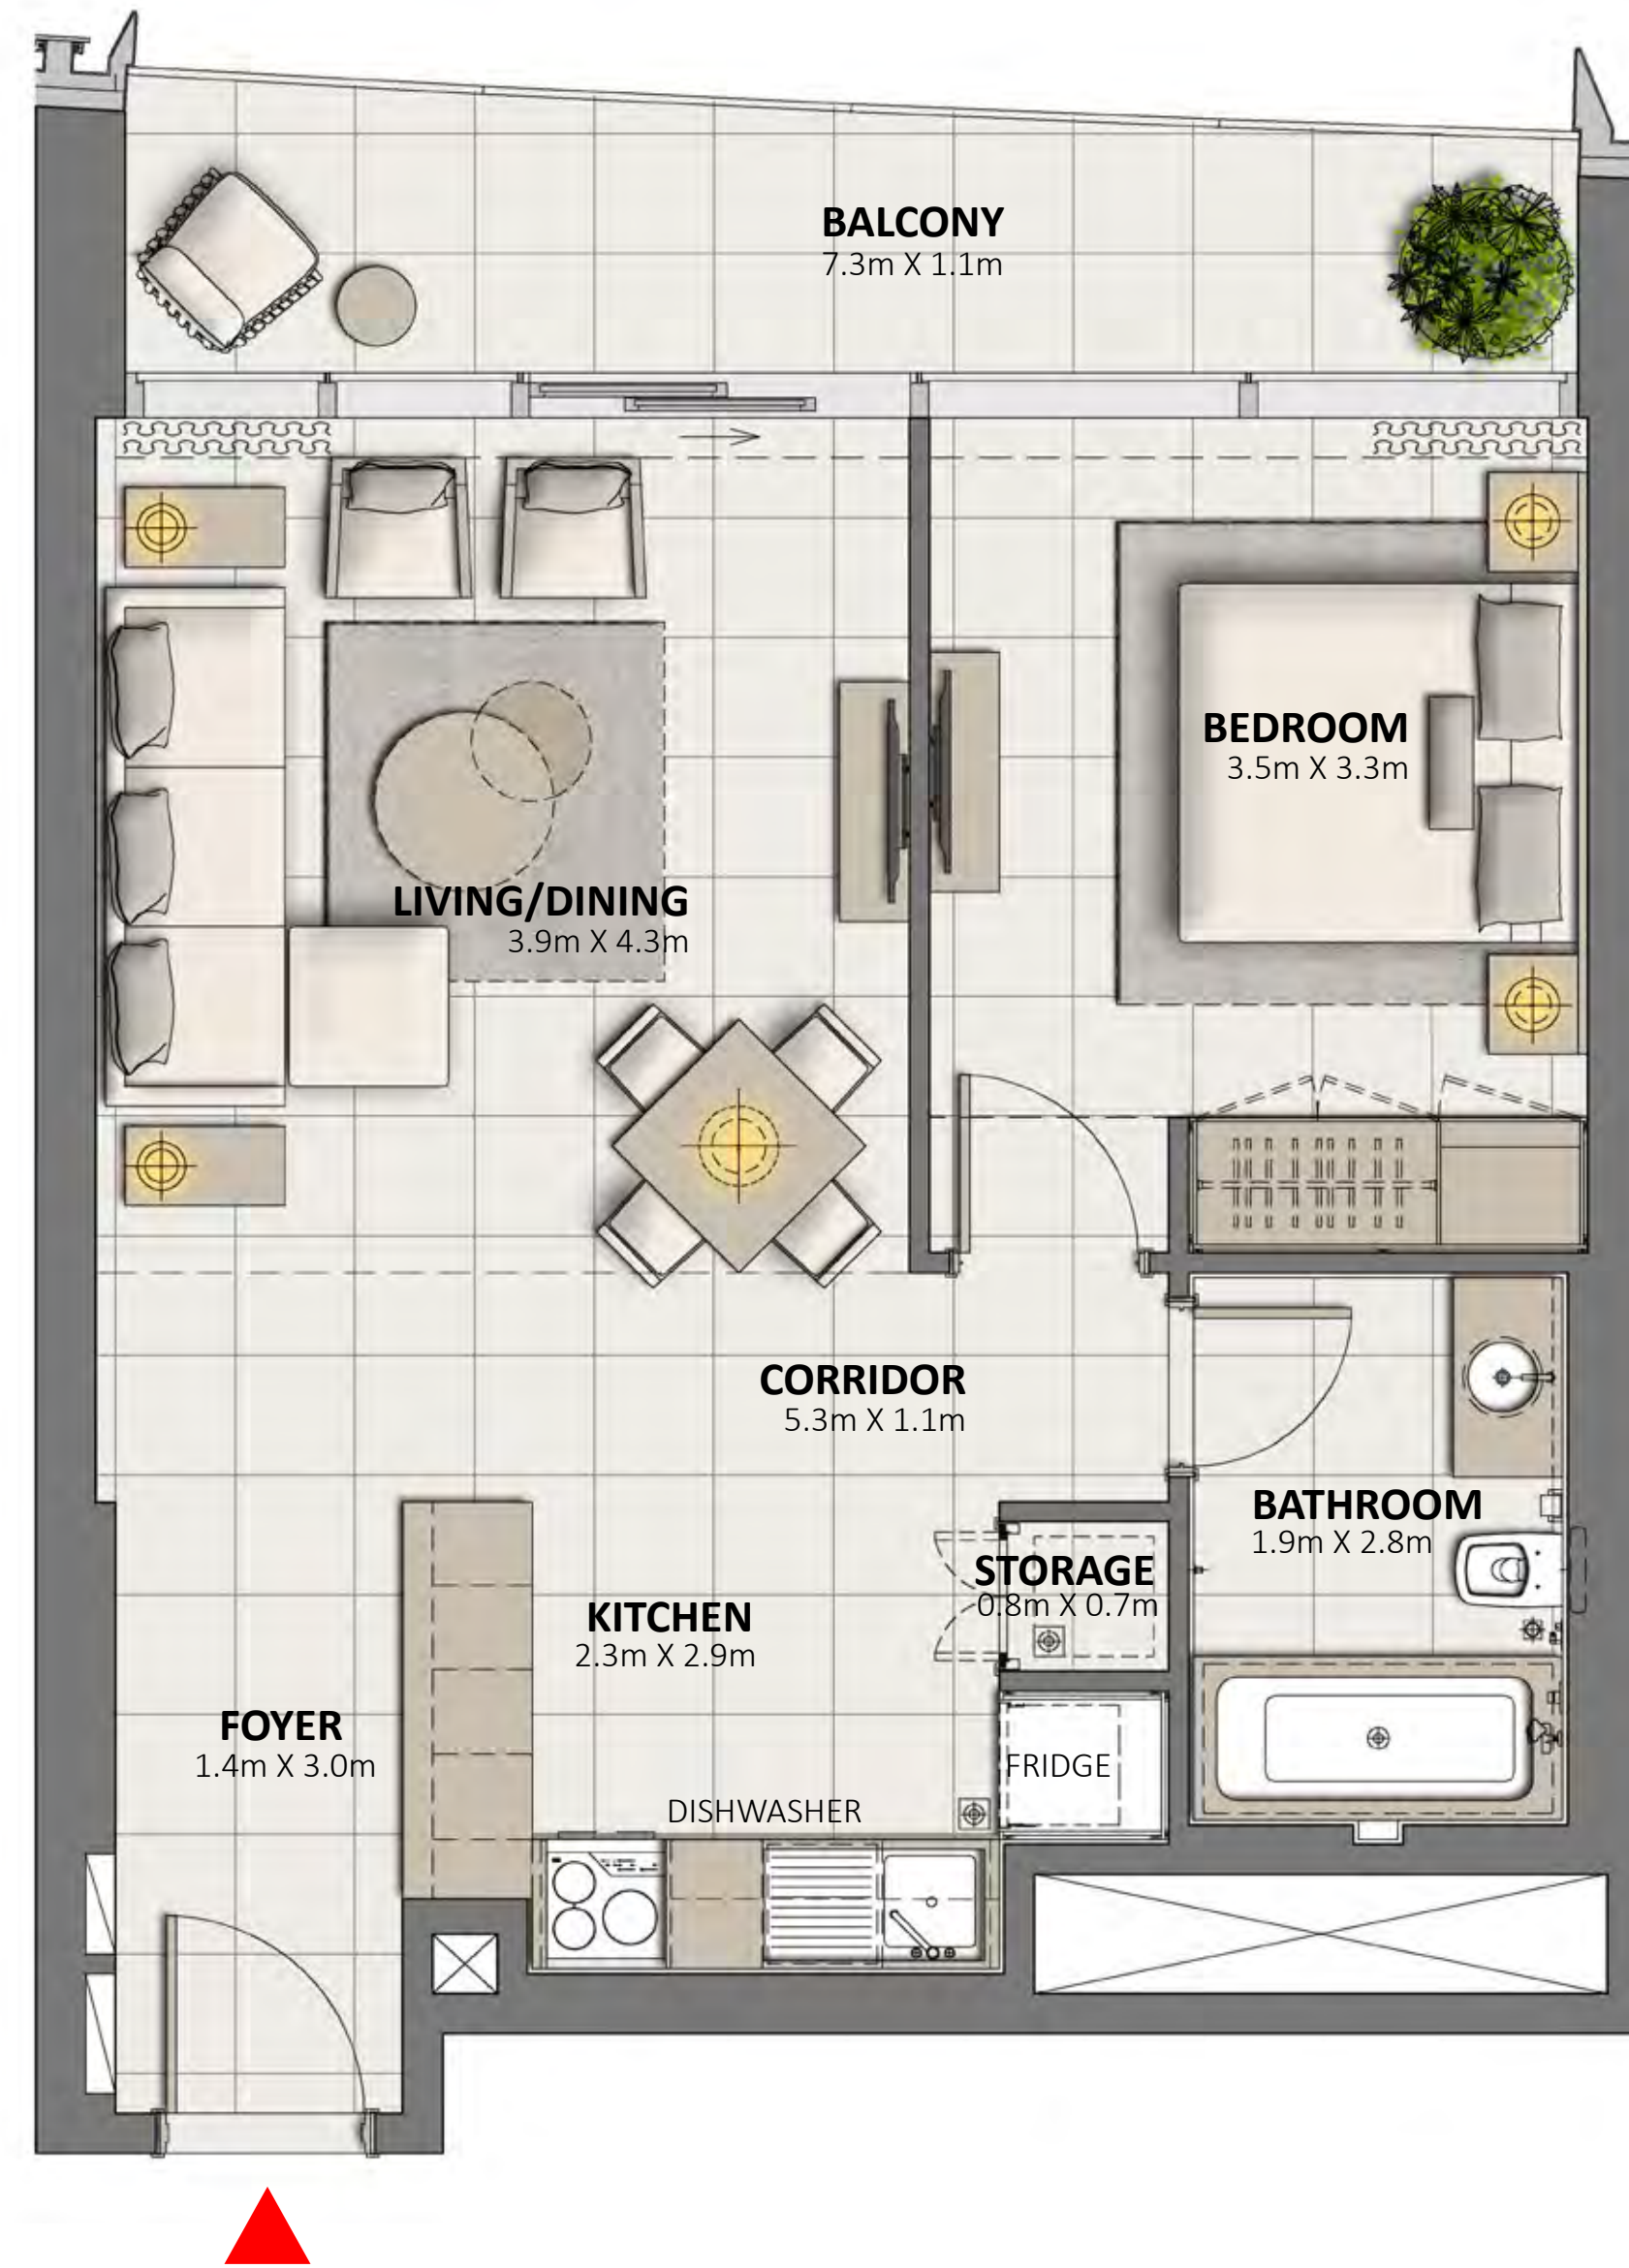 BALCONY
7.3m X 1.1m
BEDROOM
3.5m X 3.3m
LIVING/DINING
3.9m X 4.3m
CORRIDOR
5.3m X 1.1m
BATHROOM
1.9m X 2.8m
STORAGE
0.8m X 0.7m
KITCHEN
2.3m X 2.9m
FOYER
1.4m X 3.0m
FRIDGE
DISHWASHER